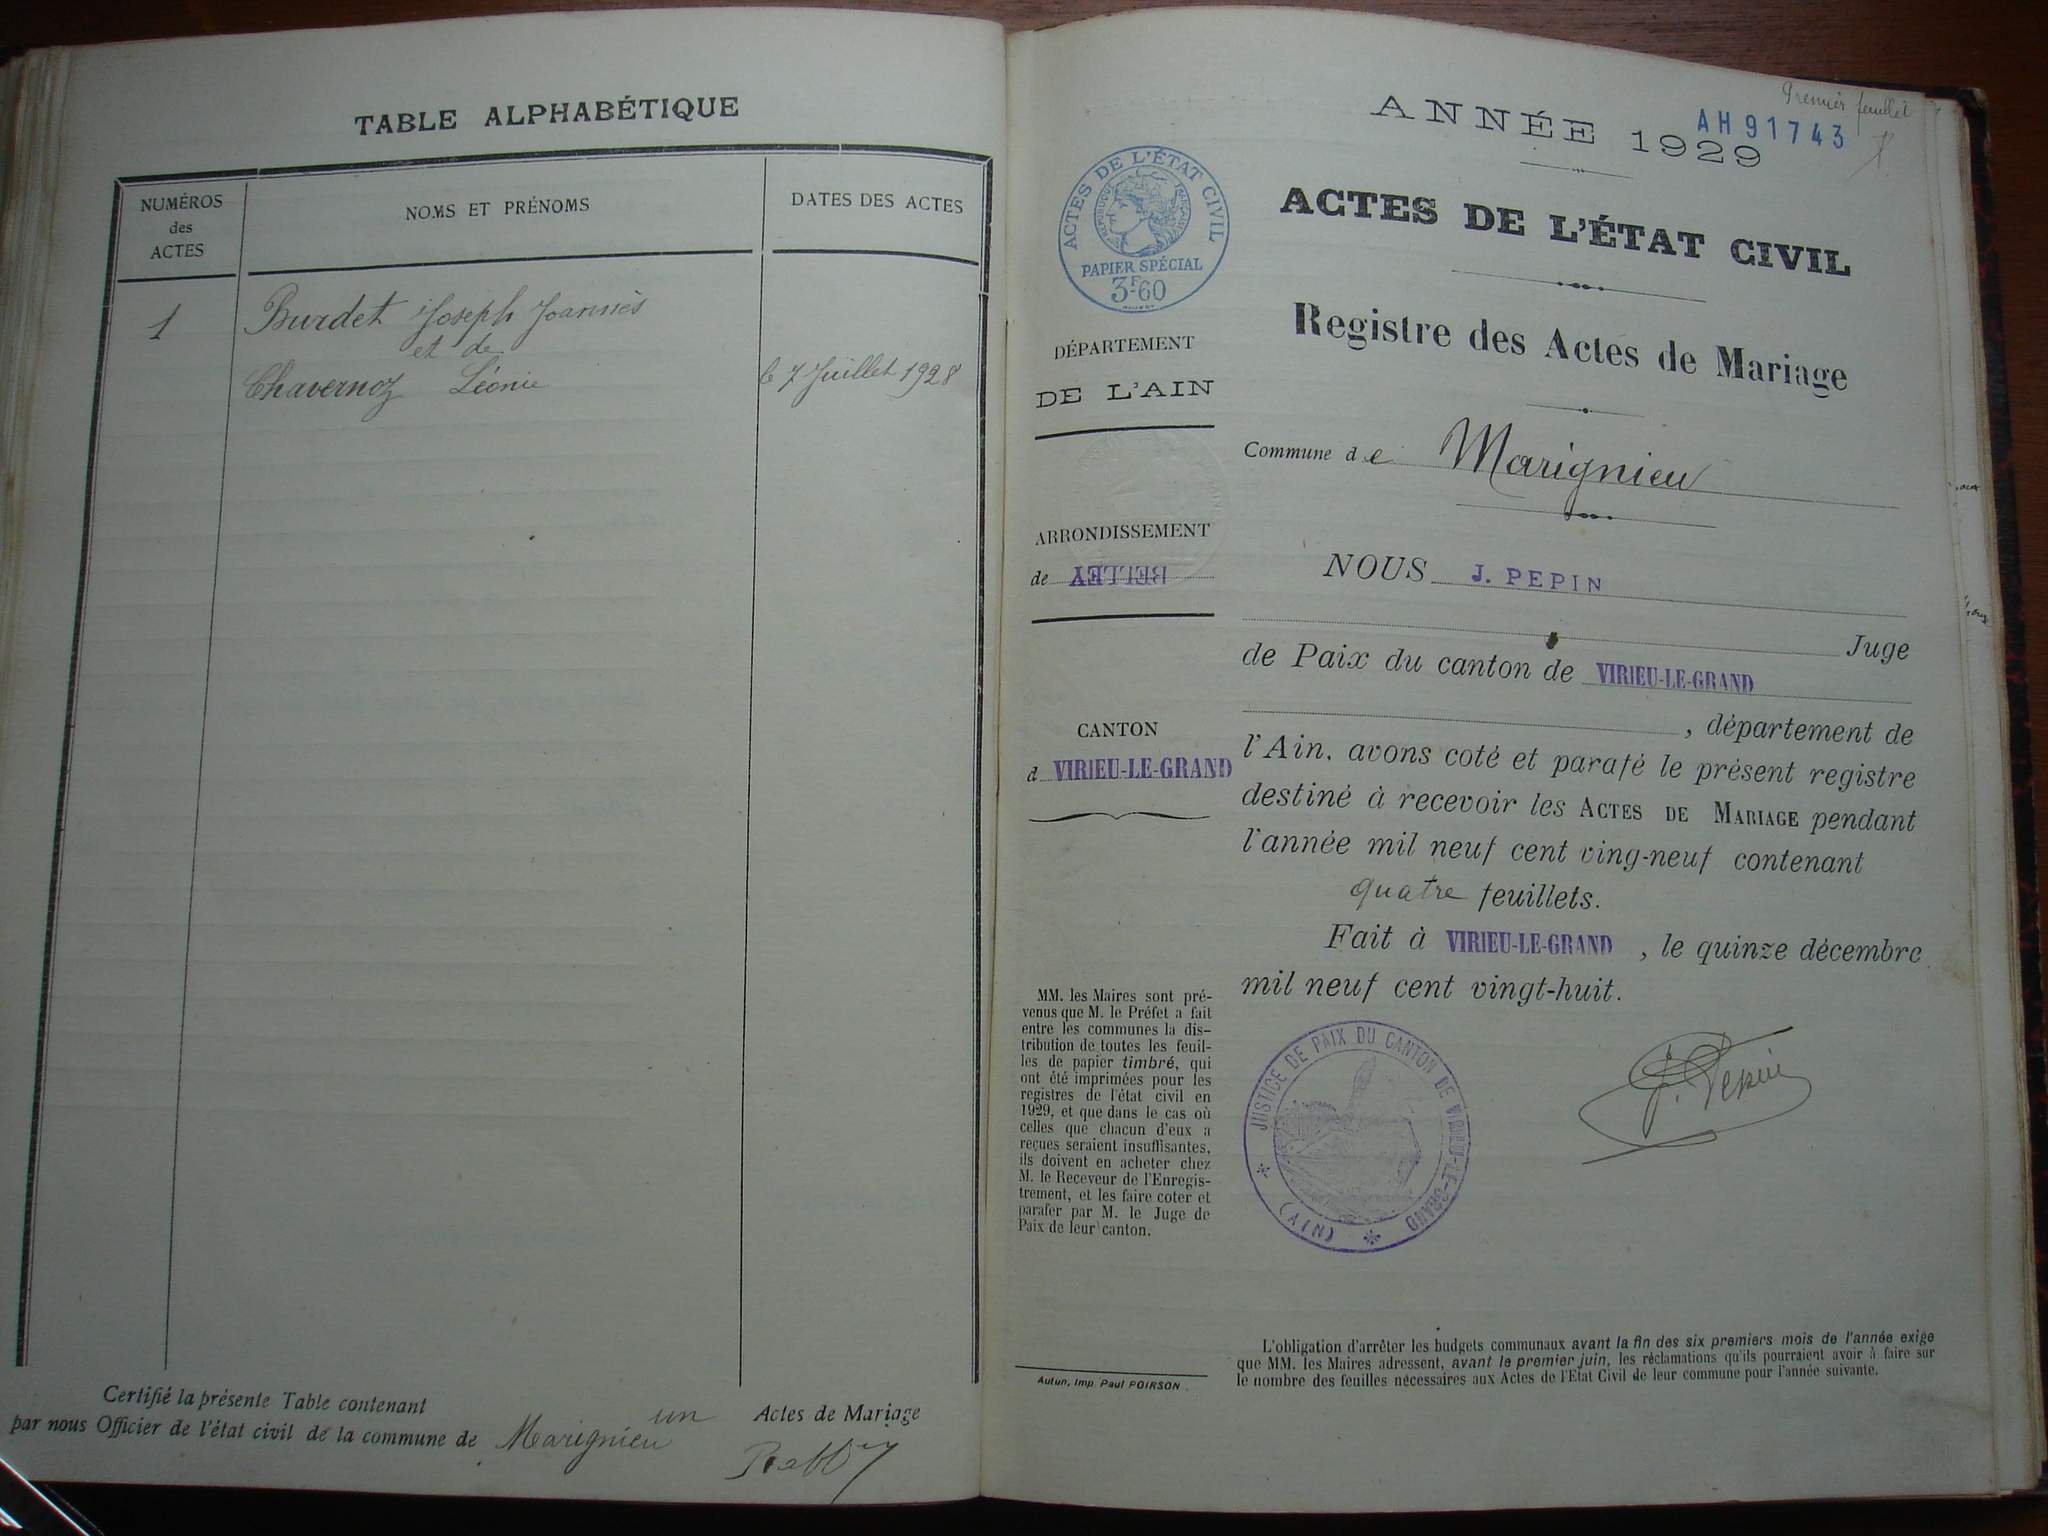 TABLE ALPHABÉTIQUE
NUMÉROS
des
ACTES
NOMS ET PRÉNOMS
DATES DES ACTES
1
Burdet Joseph Joannès
et de
Chavernoz Léonie
le 7 Juillet 1928
Certifié la présente Table contenant un Actes de Mariage
par nous Officier de l'état civil de la commune de Marignieu
Premier feuillet
ANNÉE 1929
AH 91743
ACTES DE L'ÉTAT CIVIL
RÉPUBLIQUE FRANÇAISE
PAPIER SPÉCIAL
3F60
ACTES DE L'ÉTAT CIVIL
Registre des Actes de Mariage
DÉPARTEMENT
DE L'AIN
Commune de Marignieu
ARRONDISSEMENT
de BELLEY
CANTON
d VIRIEU-LE-GRAND
NOUS J. PEPIN
Juge
de Paix du canton de VIRIEU-LE-GRAND
, département de
l'Ain, avons coté et parafé le présent registre
destiné à recevoir les ACTES DE MARIAGE pendant
l'année mil neuf cent ving-neuf contenant
quatre feuillets.
Fait à VIRIEU-LE-GRAND, le quinze décembre
mil neuf cent vingt-huit.
J. Pepin
JUSTICE DE PAIX DU CANTON DE VIRIEU-LE-GRAND
* (AIN) *
MM. les Maires sont pré-
venus que M. le Préfet a fait
entre les communes la dis-
tribution de toutes les feuil-
les de papier timbré, qui
ont été imprimées pour les
registres de l'état civil en
1929, et que dans le cas où
celles que chacun d'eux a
reçues seraient insuffisantes,
ils doivent en acheter chez
M. le Receveur de l'Enregis-
trement, et les faire coter et
parafer par M. le Juge de
Paix de leur canton.
Autun, Imp. Paul POIRSON.
L'obligation d'arrêter les budgets communaux avant la fin des six premiers mois de l'année exige
que MM. les Maires adressent, avant le premier juin, les réclamations qu'ils pourraient avoir à faire sur
le nombre des feuilles nécessaires aux Actes de l'Etat Civil de leur commune pour l'année suivante.